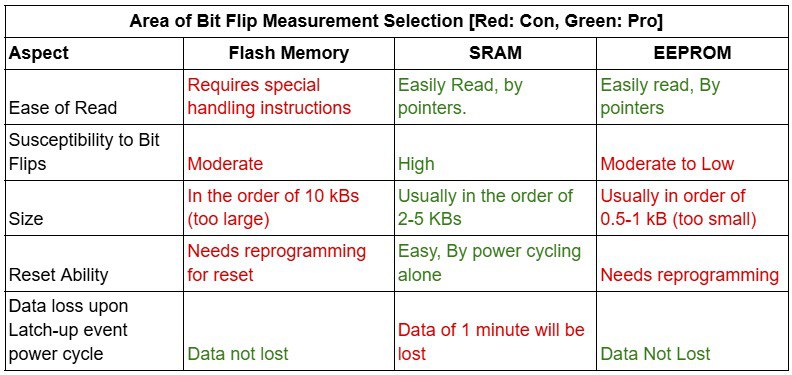 Area of Bit Flip Measurement Selection [Red: Con, Green: Pro]
Aspect
Flash Memory
SRAM
EEPROM
Ease of Read
Requires special
handling instructions
Easily Read, by
pointers.
Easily read, By
pointers
Susceptibility to Bit
Flips
Moderate
High
Moderate to Low
Size
In the order of 10 kBs
(too large)
Usually in the order of
2-5 KBs
Usually in order of
0.5-1 kB (too small)
Reset Ability
Needs reprogramming
for reset
Easy, By power cycling
alone
Needs reprogramming
Data loss upon
Latch-up event
power cycle
Data not lost
Data of 1 minute will be
lost
Data Not Lost